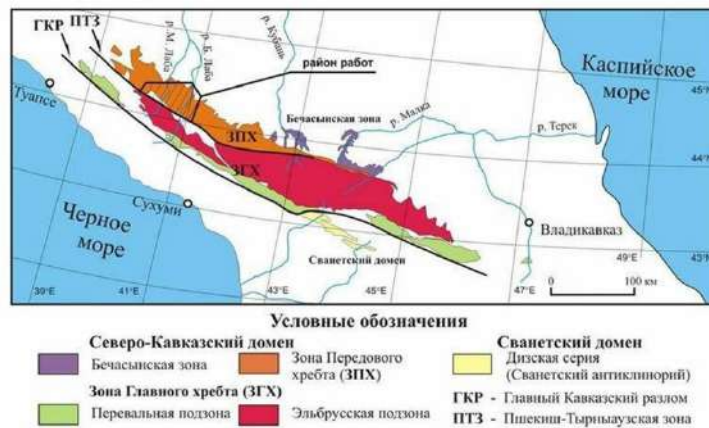 ГКР ПТЗ
р. М. Лаба
р. Б. Лаба
р. Кубань
район работ
Каспийское
море
45°N
Туапсе
Бечасынская зона
р. Малка
р. Терек
ЗПХ
44°N
ЗГХ
Сухуми
Черное
море
Владикавказ
Сванетский домен
49°E
43°N
39°E
41°E
43°E
45°E
47°E
0 100 км
Условные обозначения
Северо-Кавказский домен
Сванетский домен
Бечасынская зона
Зона Передового
хребта (ЗПХ)
Дизская серия
(Сванетский антиклинорий)
Зона Главного хребта (ЗГХ)
ГКР - Главный Кавказский разлом
Перевальная подзона
Эльбрусская подзона
ПТЗ - Пшекиш-Тырныаузская зона